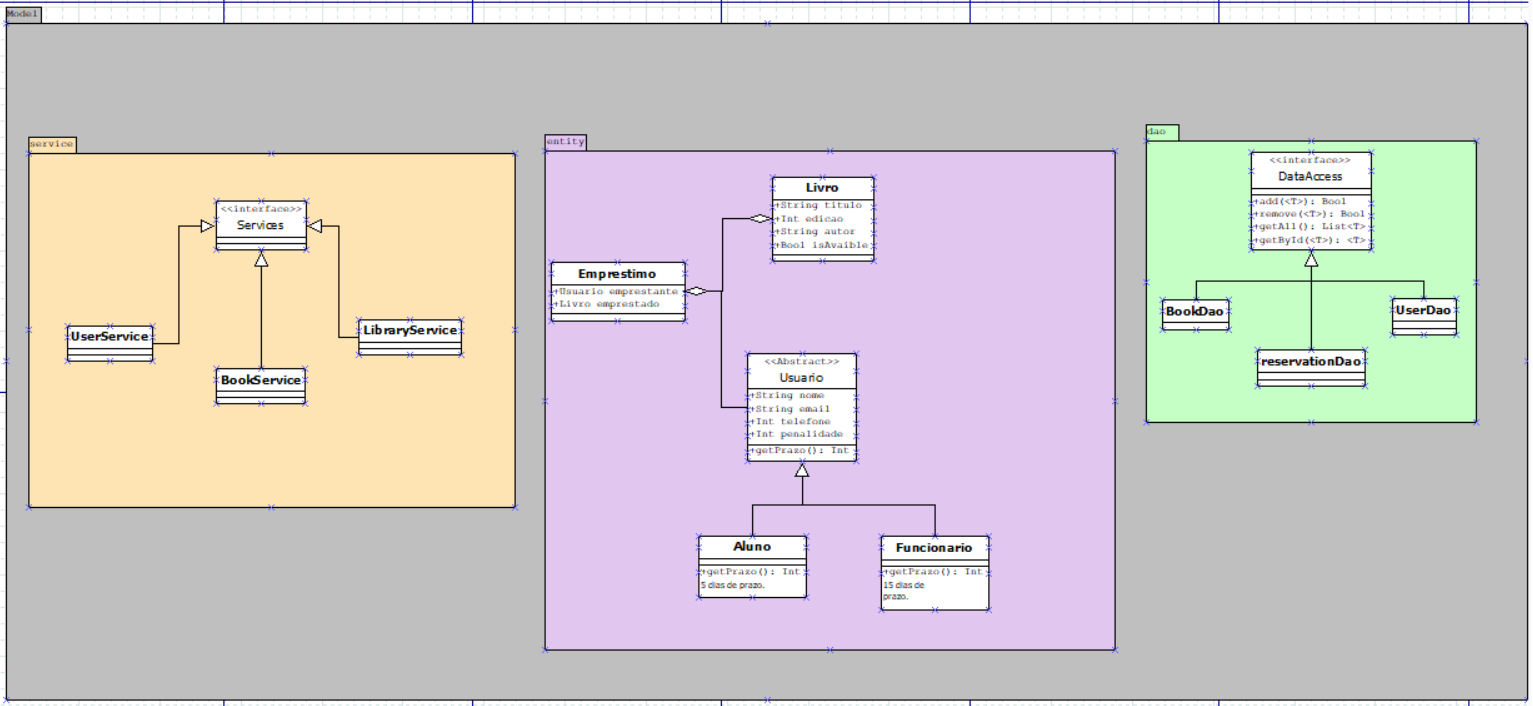 Model
service
<<interface>>
Services
UserService
LibraryService
BookService
entity
Livro
+String titulo
+Int edicao
+String autor
+Bool isAvaible
Emprestimo
+Usuario emprestante
+Livro emprestado
<<Abstract>>
Usuario
+String nome
+String email
+Int telefone
+Int penalidade
+getPrazo(): Int
Aluno
+getPrazo(): Int
5 dias de prazo.
Funcionario
+getPrazo(): Int
15 dias de
prazo.
dao
<<interface>>
DataAccess
+add(<T>): Bool
+remove(<T>): Bool
+getAll(): List<T>
+getById(<T>): <T>
BookDao
UserDao
reservationDao